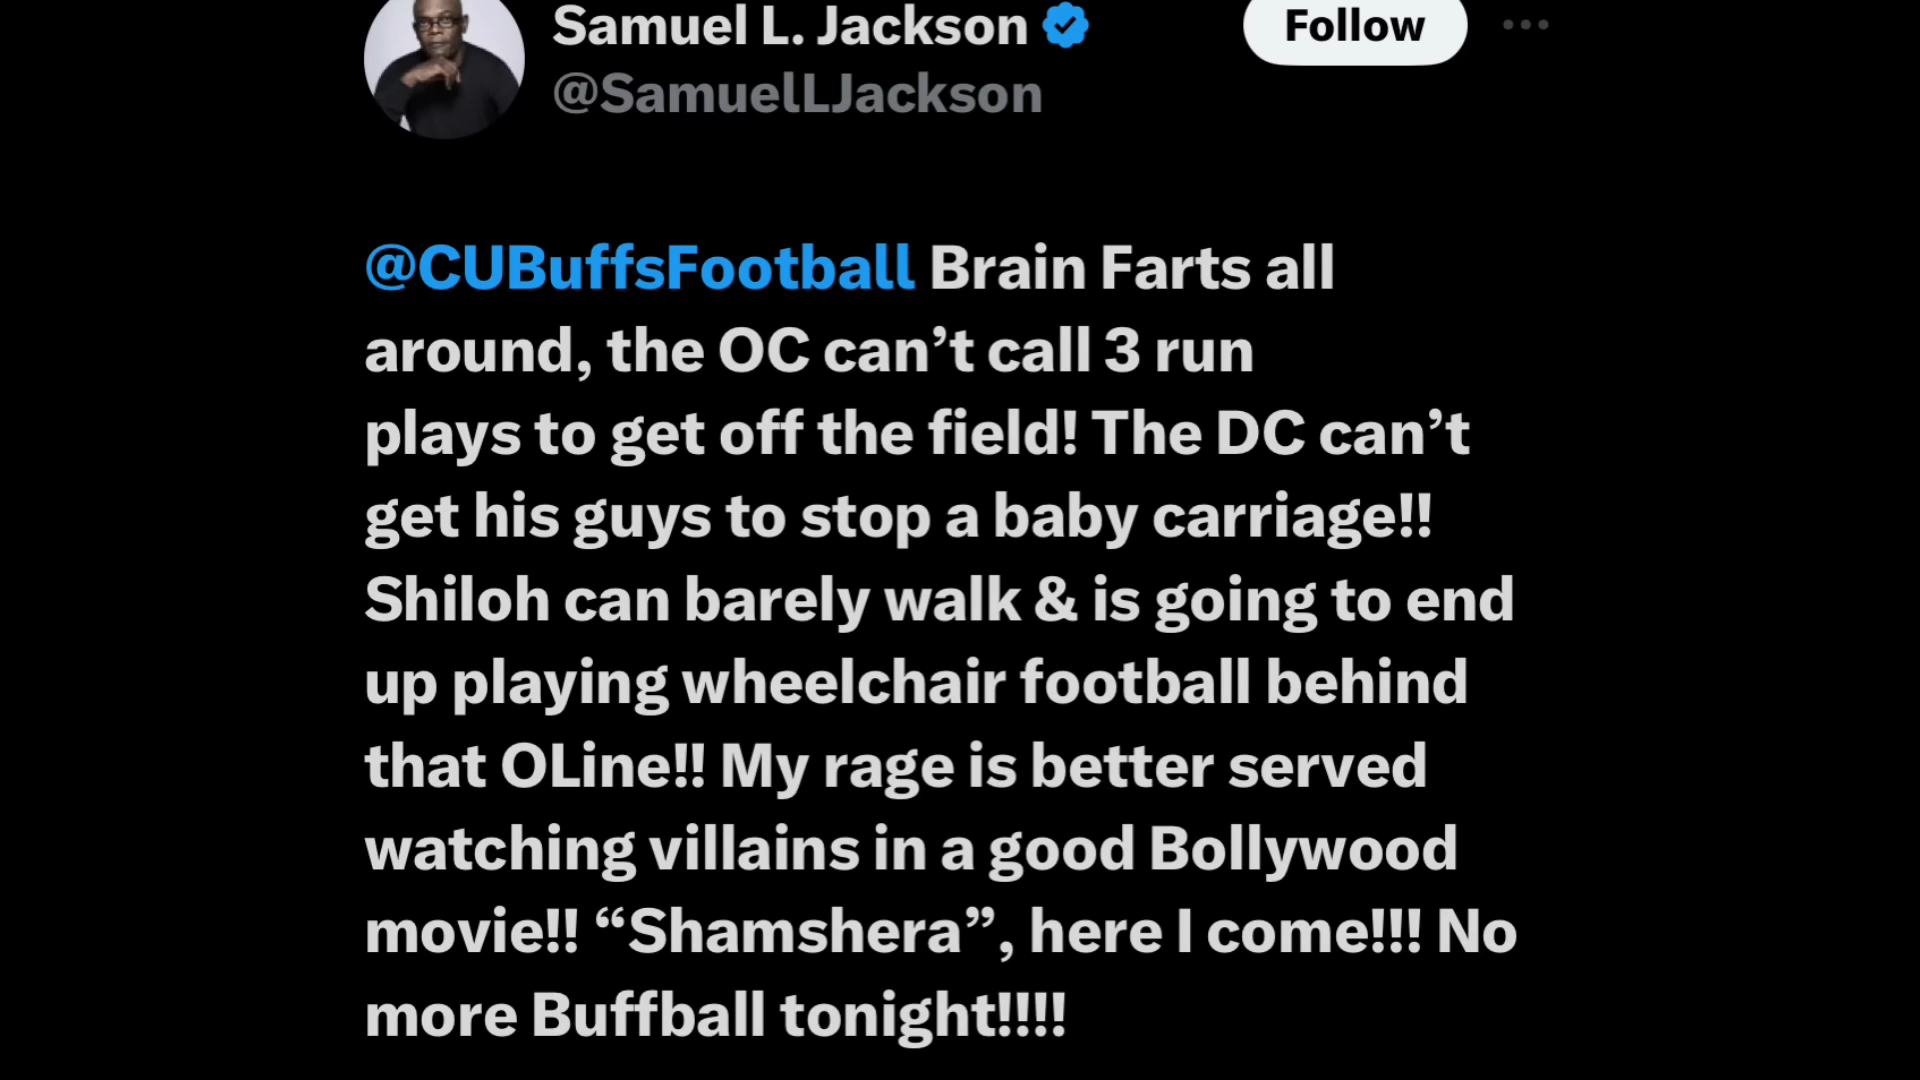 Samuel L. Jackson
Follow
@SamuelLJackson
@CUBuffsFootball Brain Farts all
around, the OC can’t call 3 run
plays to get off the field! The DC can’t
get his guys to stop a baby carriage!!
Shiloh can barely walk & is going to end
up playing wheelchair football behind
that OLine!! My rage is better served
watching villains in a good Bollywood
movie!! “Shamshera”, here I come!!! No
more Buffball tonight!!!!